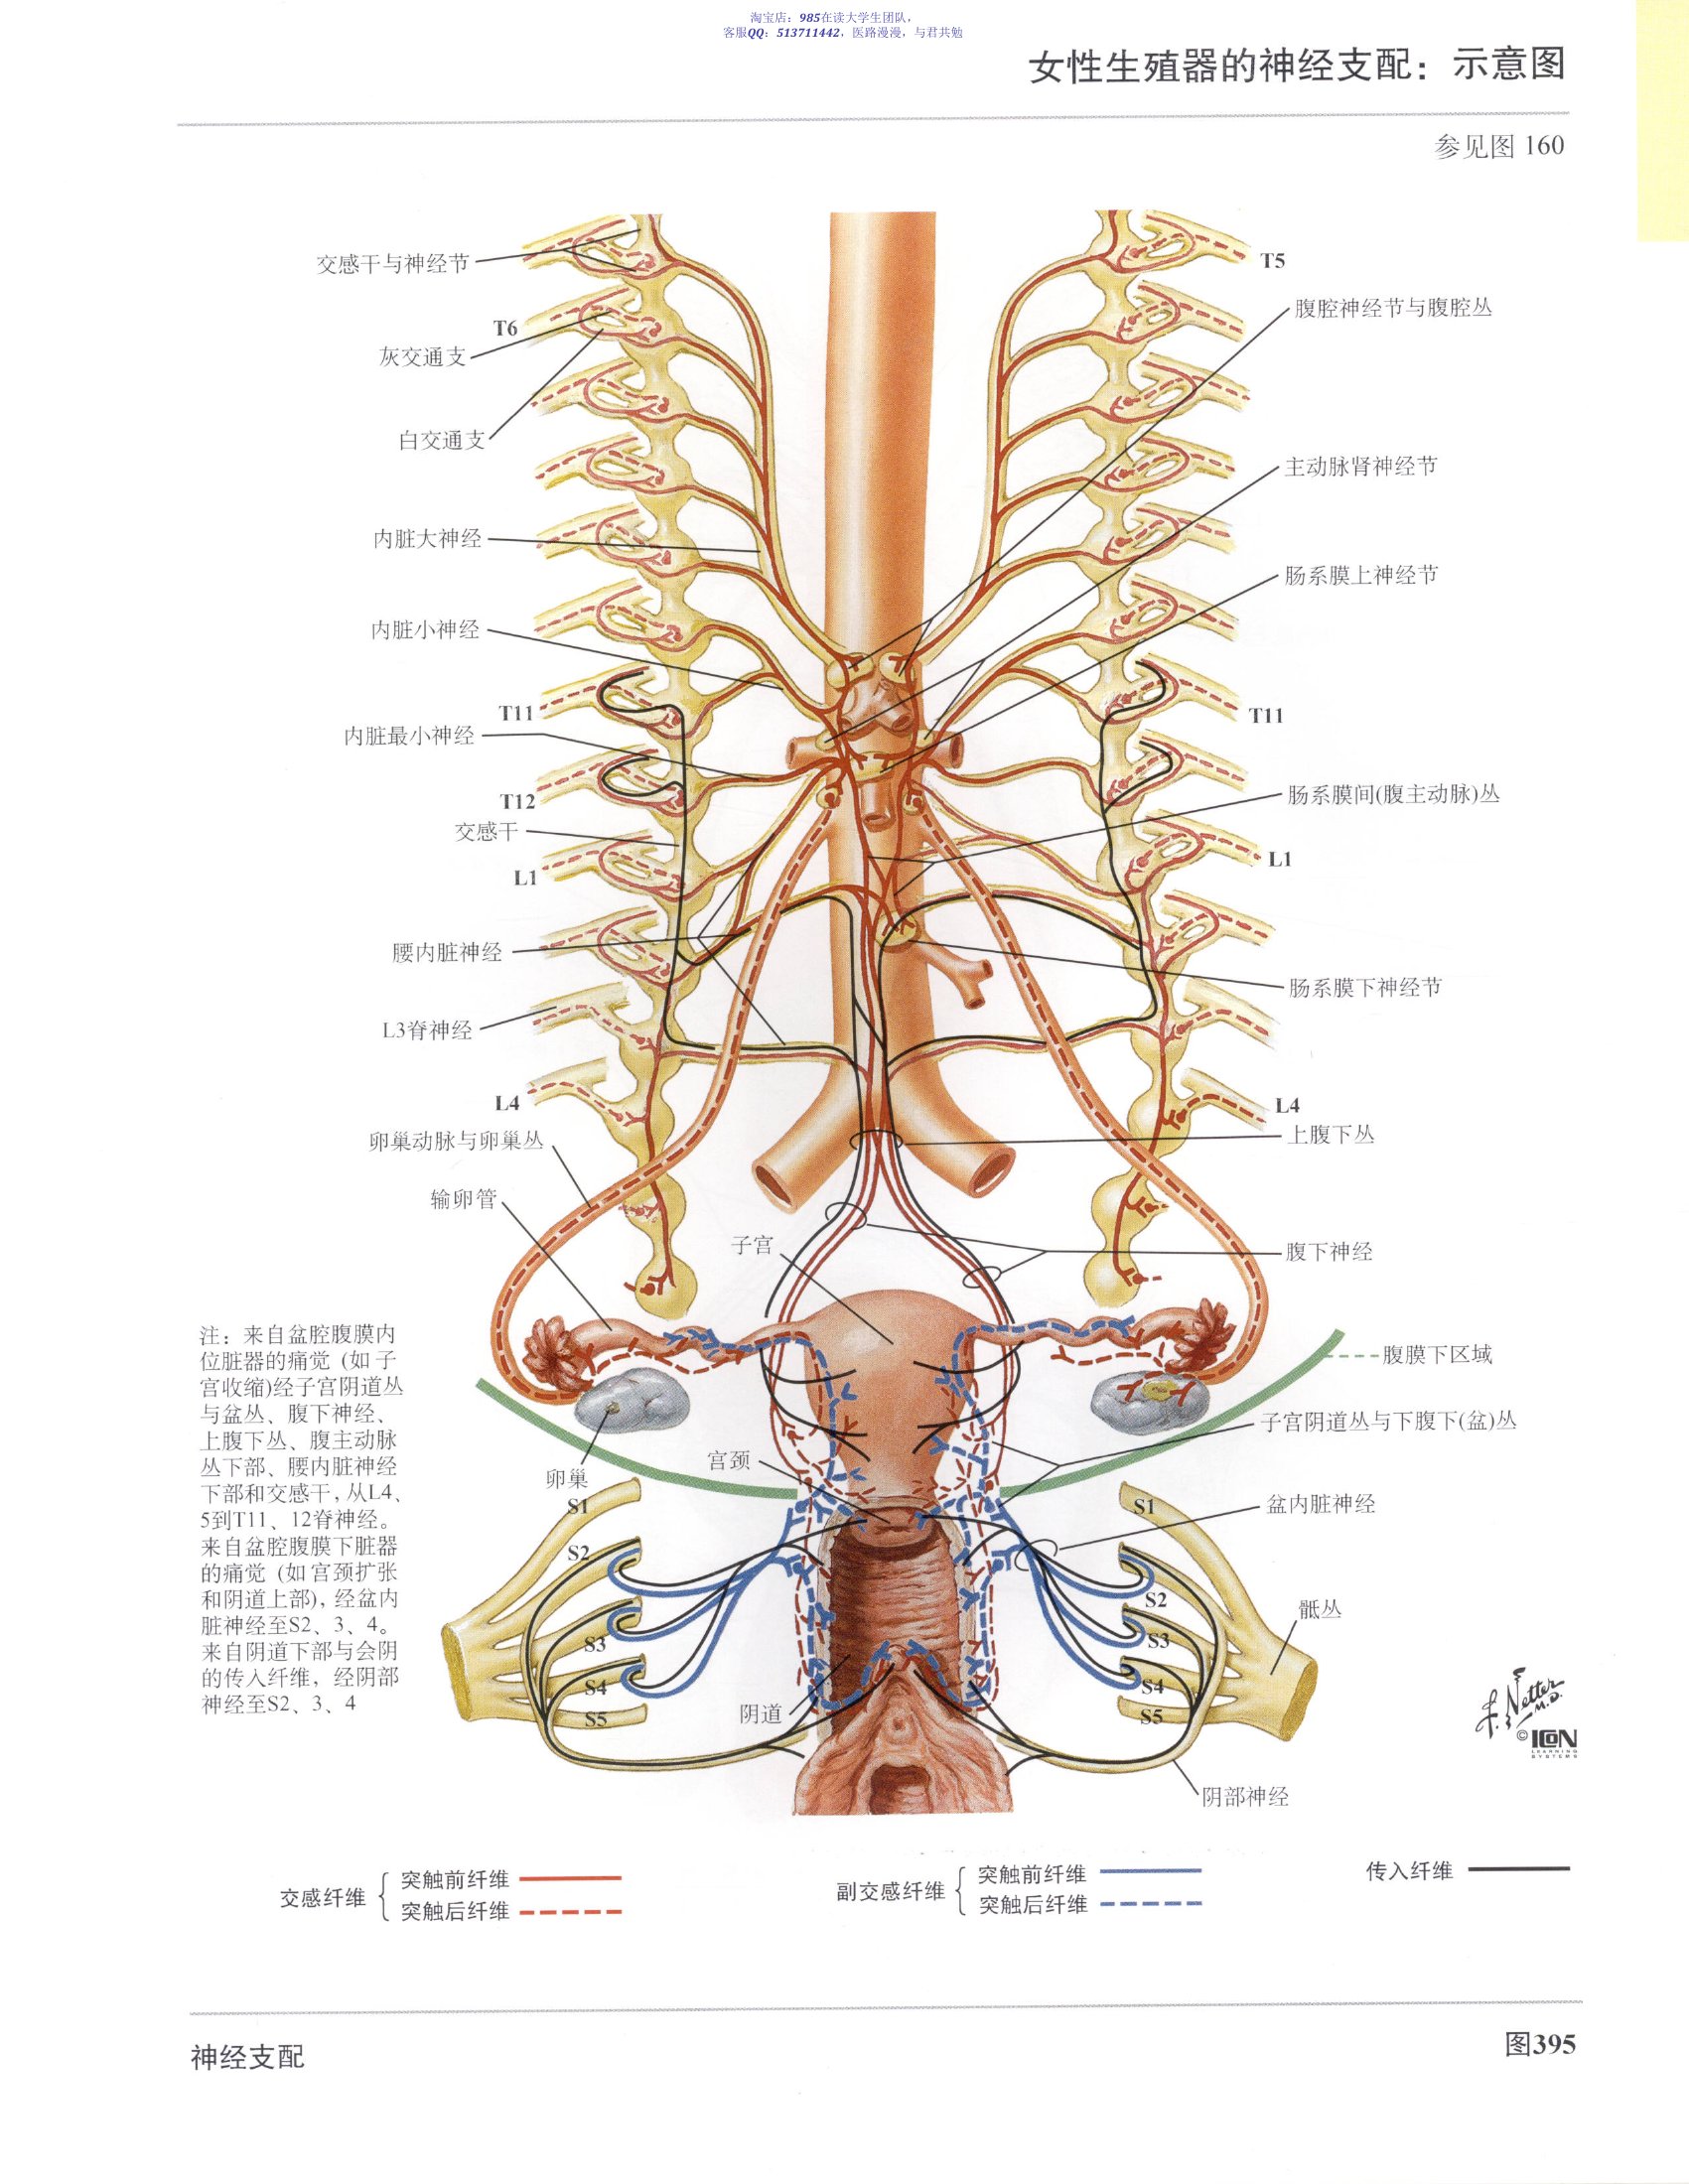 淘宝店：985在读大学生团队，
客服QQ：513711442，医路漫漫，与君共勉
女性生殖器的神经支配：示意图
参见图 160
交感干与神经节
T5
腹腔神经节与腹腔丛
T6
灰交通支
白交通支
主动脉肾神经节
内脏大神经
肠系膜上神经节
内脏小神经
T11
T11
内脏最小神经
肠系膜间(腹主动脉)丛
T12
交感干
L1
L1
腰内脏神经
肠系膜下神经节
L3脊神经
L4
L4
卵巢动脉与卵巢丛
上腹下丛
输卵管
子宫
腹下神经
注：来自盆腔腹膜内
位脏器的痛觉 (如子
宫收缩)经子宫阴道丛
与盆丛、腹下神经、
上腹下丛、腹主动脉
丛下部、腰内脏神经
下部和交感干，从L4、
5到T11、12脊神经。
来自盆腔腹膜下脏器
的痛觉 (如宫颈扩张
和阴道上部)，经盆内
脏神经至S2、3、4。
来自阴道下部与会阴
的传入纤维，经阴部
神经至S2、3、4
腹膜下区域
子宫阴道丛与下腹下(盆)丛
宫颈
卵巢
S1
S1
盆内脏神经
S2
S2
骶丛
S3
S3
S4
S4
阴道
S5
S5
阴部神经
F. Netter
M.D.
© ICON
LEARNING
SYSTEMS
交感纤维
突触前纤维
突触后纤维
副交感纤维
突触前纤维
突触后纤维
传入纤维
神经支配
图395